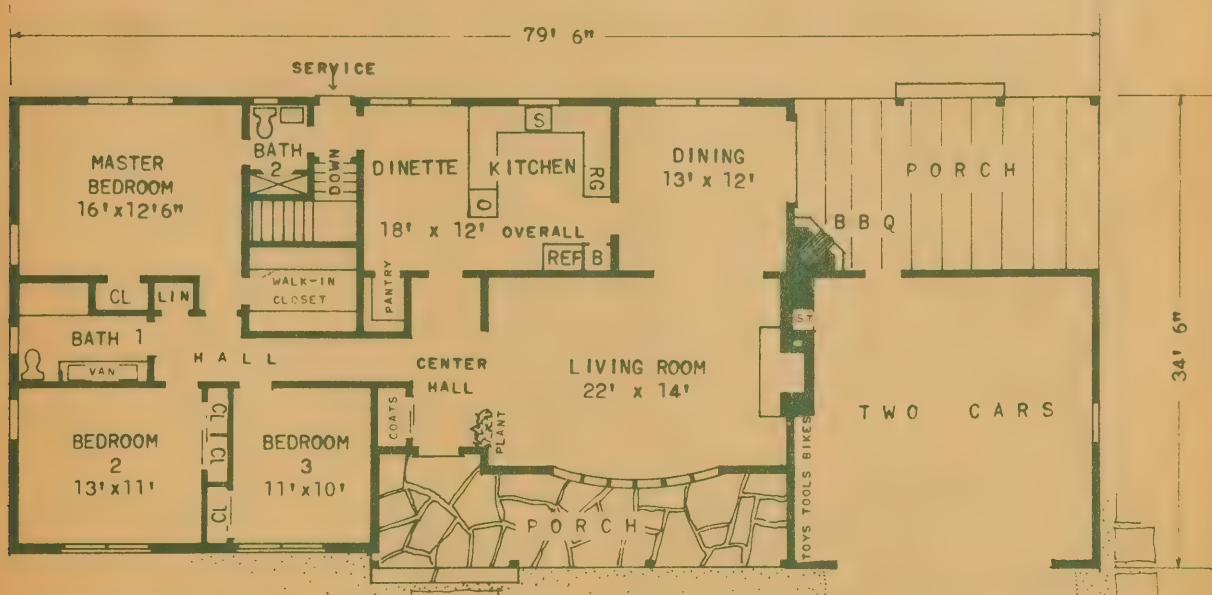 79' 6"
SERVICE
MASTER
BEDROOM
16'x12'6"
BATH
2
DOWN
DINETTE
S
KITCHEN
RG
O
18' x 12' OVERALL
REF B
DINING
13' x 12'
PORCH
BBQ
34' 6"
CL
LIN
WALK-IN
CLOSET
PANTRY
BATH 1
VAN
HALL
CENTER
HALL
LIVING ROOM
22' x 14'
ST
TWO CARS
COATS
PLANT
BEDROOM
2
13'x11'
CL
CL
CL
BEDROOM
3
11'x10'
PORCH
TOYS TOOLS BIKES